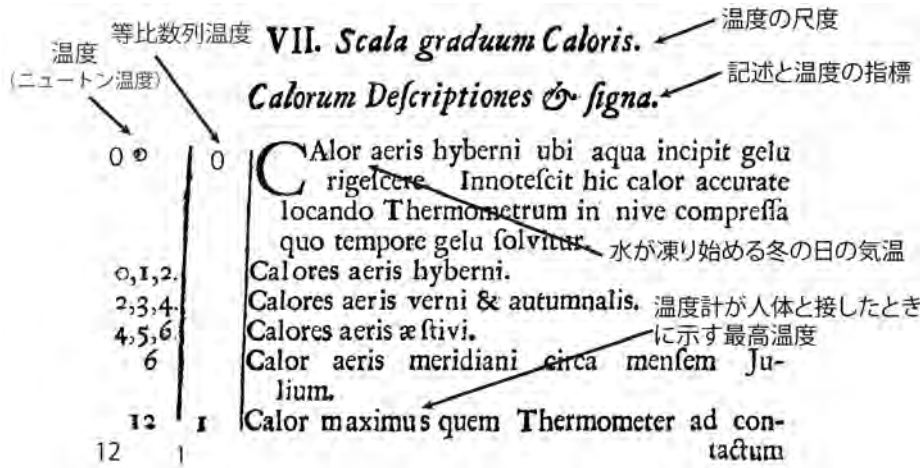 VII. Scala graduum Caloris.
温度の尺度
等比数列温度
温度
(ニュートン温度)
記述と温度の指標
Calorum Deſcriptiones & ſigna.
0 0 0 CAlor aeris hyberni ubi aqua incipit gelu
rigeſcere. Innoteſcit hic calor accurate
locando Thermometrum in nive compreſſa
quo tempore gelu ſolvitur.
水が凍り始める冬の日の気温
0,1,2. Calores aeris hyberni.
2,3,4. Calores aeris verni & autumnalis.
4,5,6. Calores aeris æſtivi.
温度計が人体と接したとき
に示す最高温度
6 Calor aeris meridiani circa menſem Ju-
lium.
12 1 Calor maximus quem Thermometer ad con-
12 1 tactum